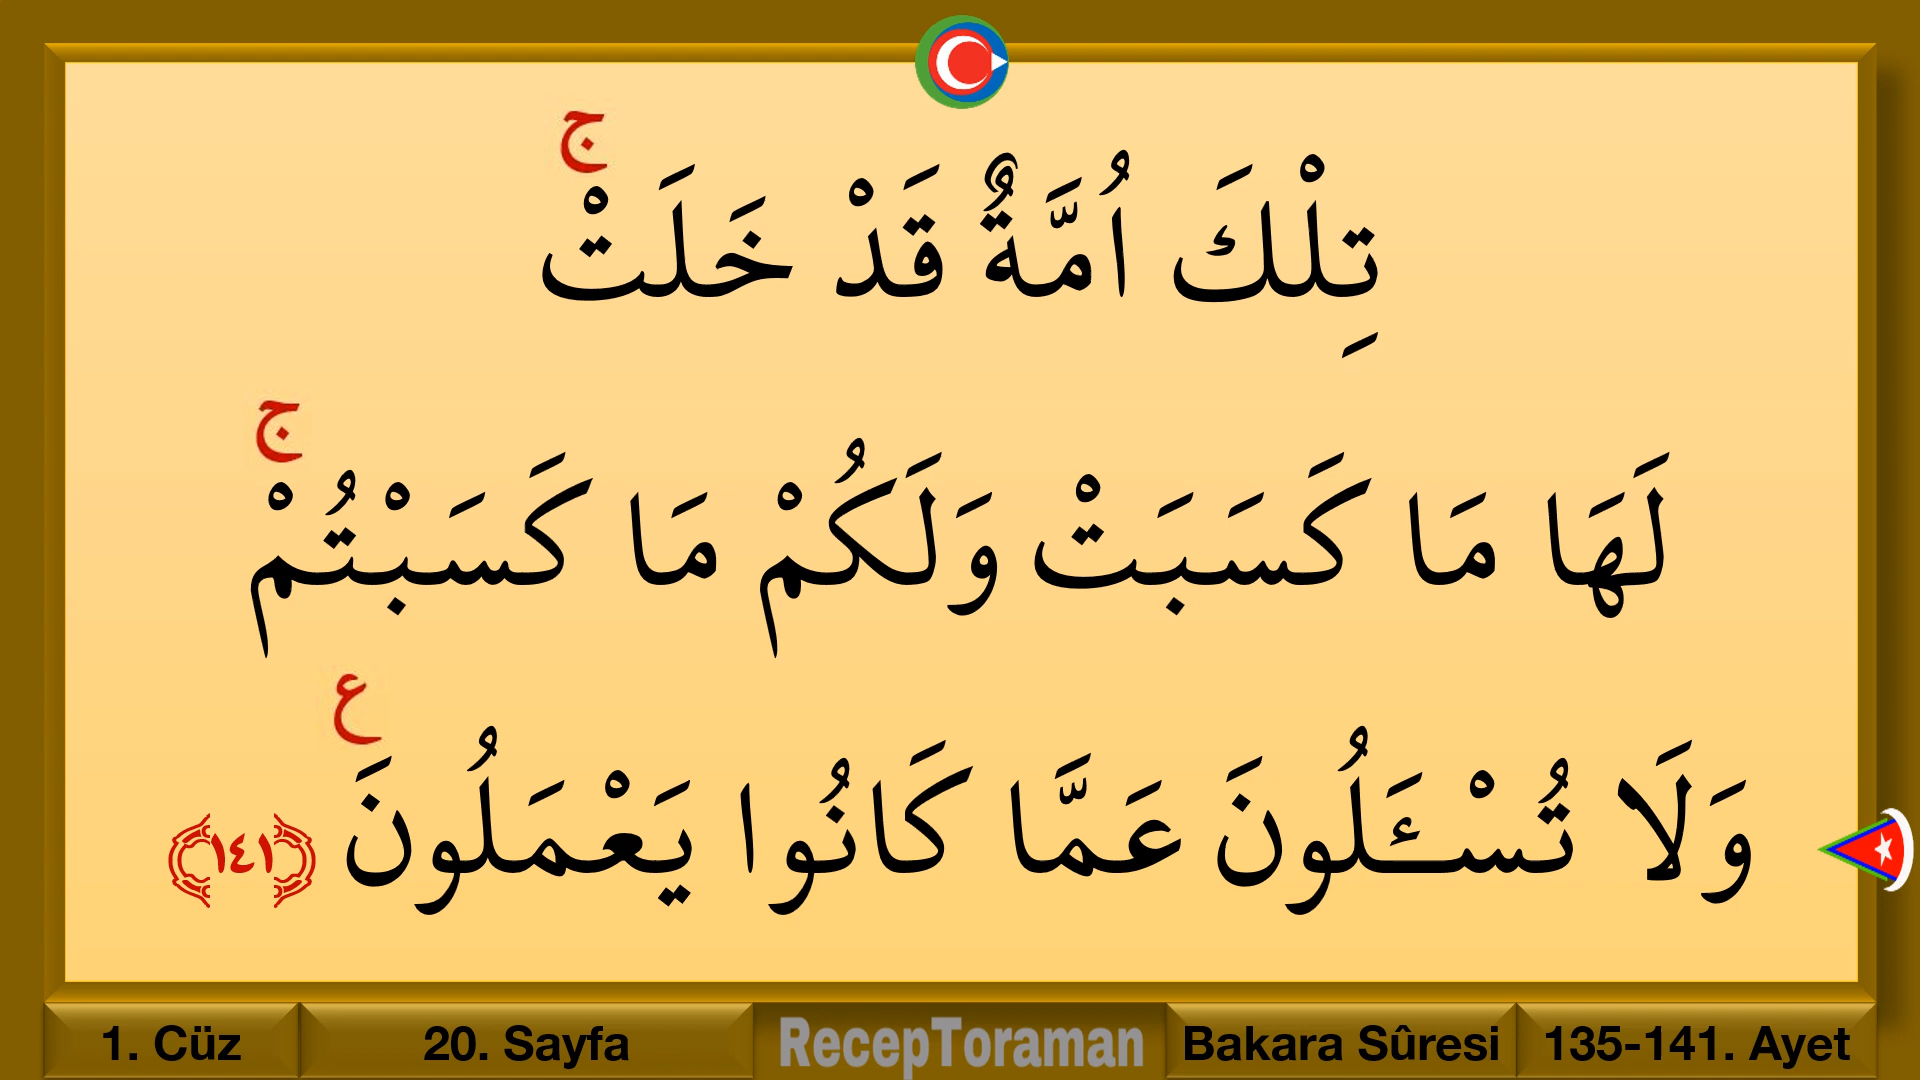 تِلْكَ اُمَّةٌ قَدْ خَلَتْ ج
لَهَا مَا كَسَبَتْ وَلَكُمْ مَا كَسَبْتُمْ ج
وَلَا تُسْـَٔلُونَ عَمَّا كَانُوا يَعْمَلُونَ ع ﴿١٤١﴾
1. Cüz 20. Sayfa RecepToraman Bakara Sûresi 135-141. Ayet